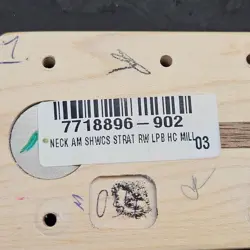 7718896-902
NECK AM SHWCS STRAT RW LPB HC MILL 03